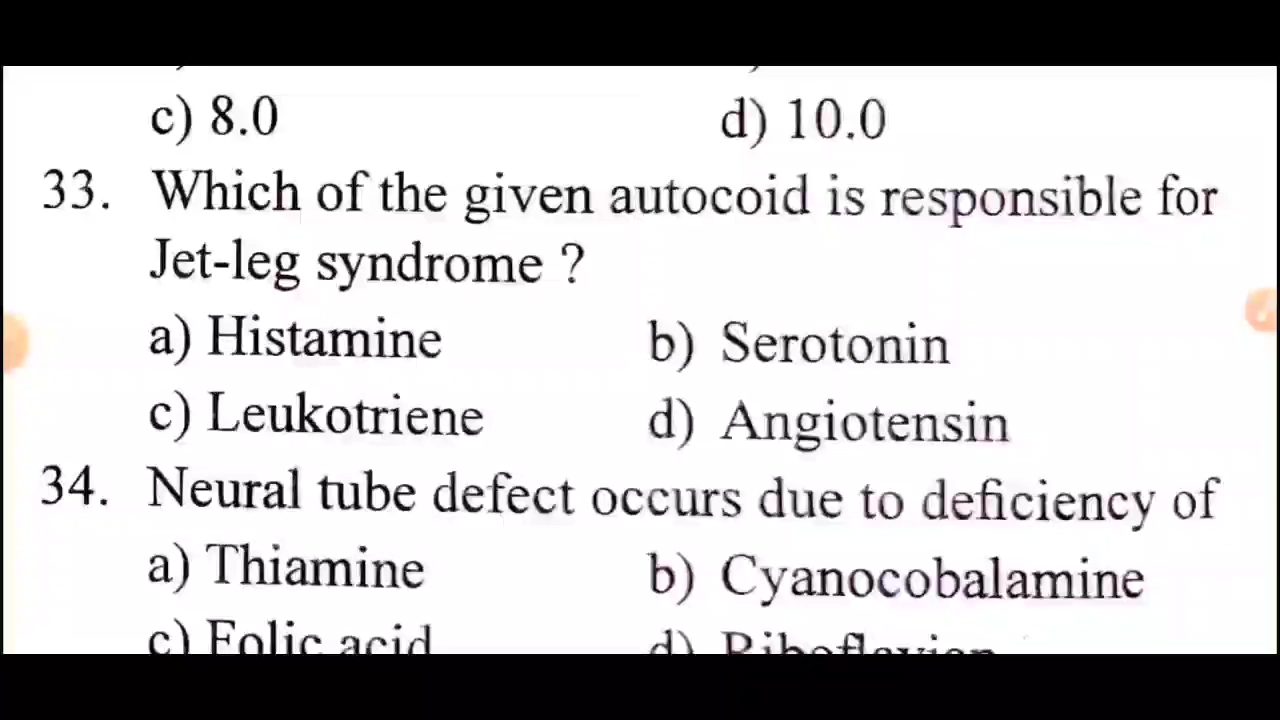 c) 8.0 d) 10.0
33. Which of the given autocoid is responsible for
Jet-leg syndrome ?
a) Histamine b) Serotonin
c) Leukotriene d) Angiotensin
34. Neural tube defect occurs due to deficiency of
a) Thiamine b) Cyanocobalamine
c) Folic acid d)